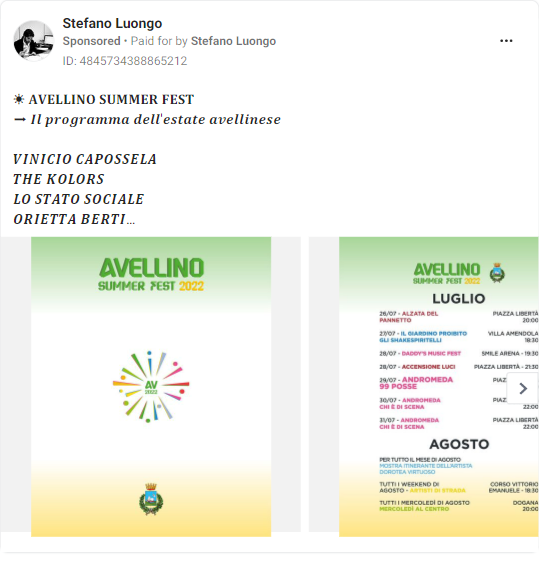 Stefano Luongo
Sponsored • Paid for by Stefano Luongo
ID: 4845734388865212
☀ AVELLINO SUMMER FEST
→ Il programma dell'estate avellinese
VINICIO CAPOSSELA
THE KOLORS
LO STATO SOCIALE
ORIETTA BERTI...
AVELLINO
SUMMER FEST 2022
AV
2022
AVELLINO
SUMMER FEST 2022
LUGLIO
26/07 - ALZATA DEL PANNETTO PIAZZA LIBERTÀ 20:00
27/07 - IL GIARDINO PROIBITO GLI SHAKESPIRITELLI VILLA AMENDOLA 18:30
28/07 - DADDY'S MUSIC FEST SMILE ARENA - 19:30
28/07 - ACCENSIONE LUCI PIAZZA LIBERTÀ - 21:30
29/07 - ANDROMEDA 99 POSSE PIAZ
30/07 - ANDROMEDA CHI È DI SCENA PIAZ 22:00
31/07 - ANDROMEDA CHI È DI SCENA PIAZZA LIBERTÀ 22:00
AGOSTO
PER TUTTO IL MESE DI AGOSTO
MOSTRA ITINERANTE DELL'ARTISTA
DOROTEA VIRTUOSO
TUTTI I WEEKEND DI AGOSTO - ARTISTI DI STRADA CORSO VITTORIO EMANUELE - 19:30
TUTTI I MERCOLEDÌ DI AGOSTO MERCOLEDÌ AL CENTRO DOGANA 20:00